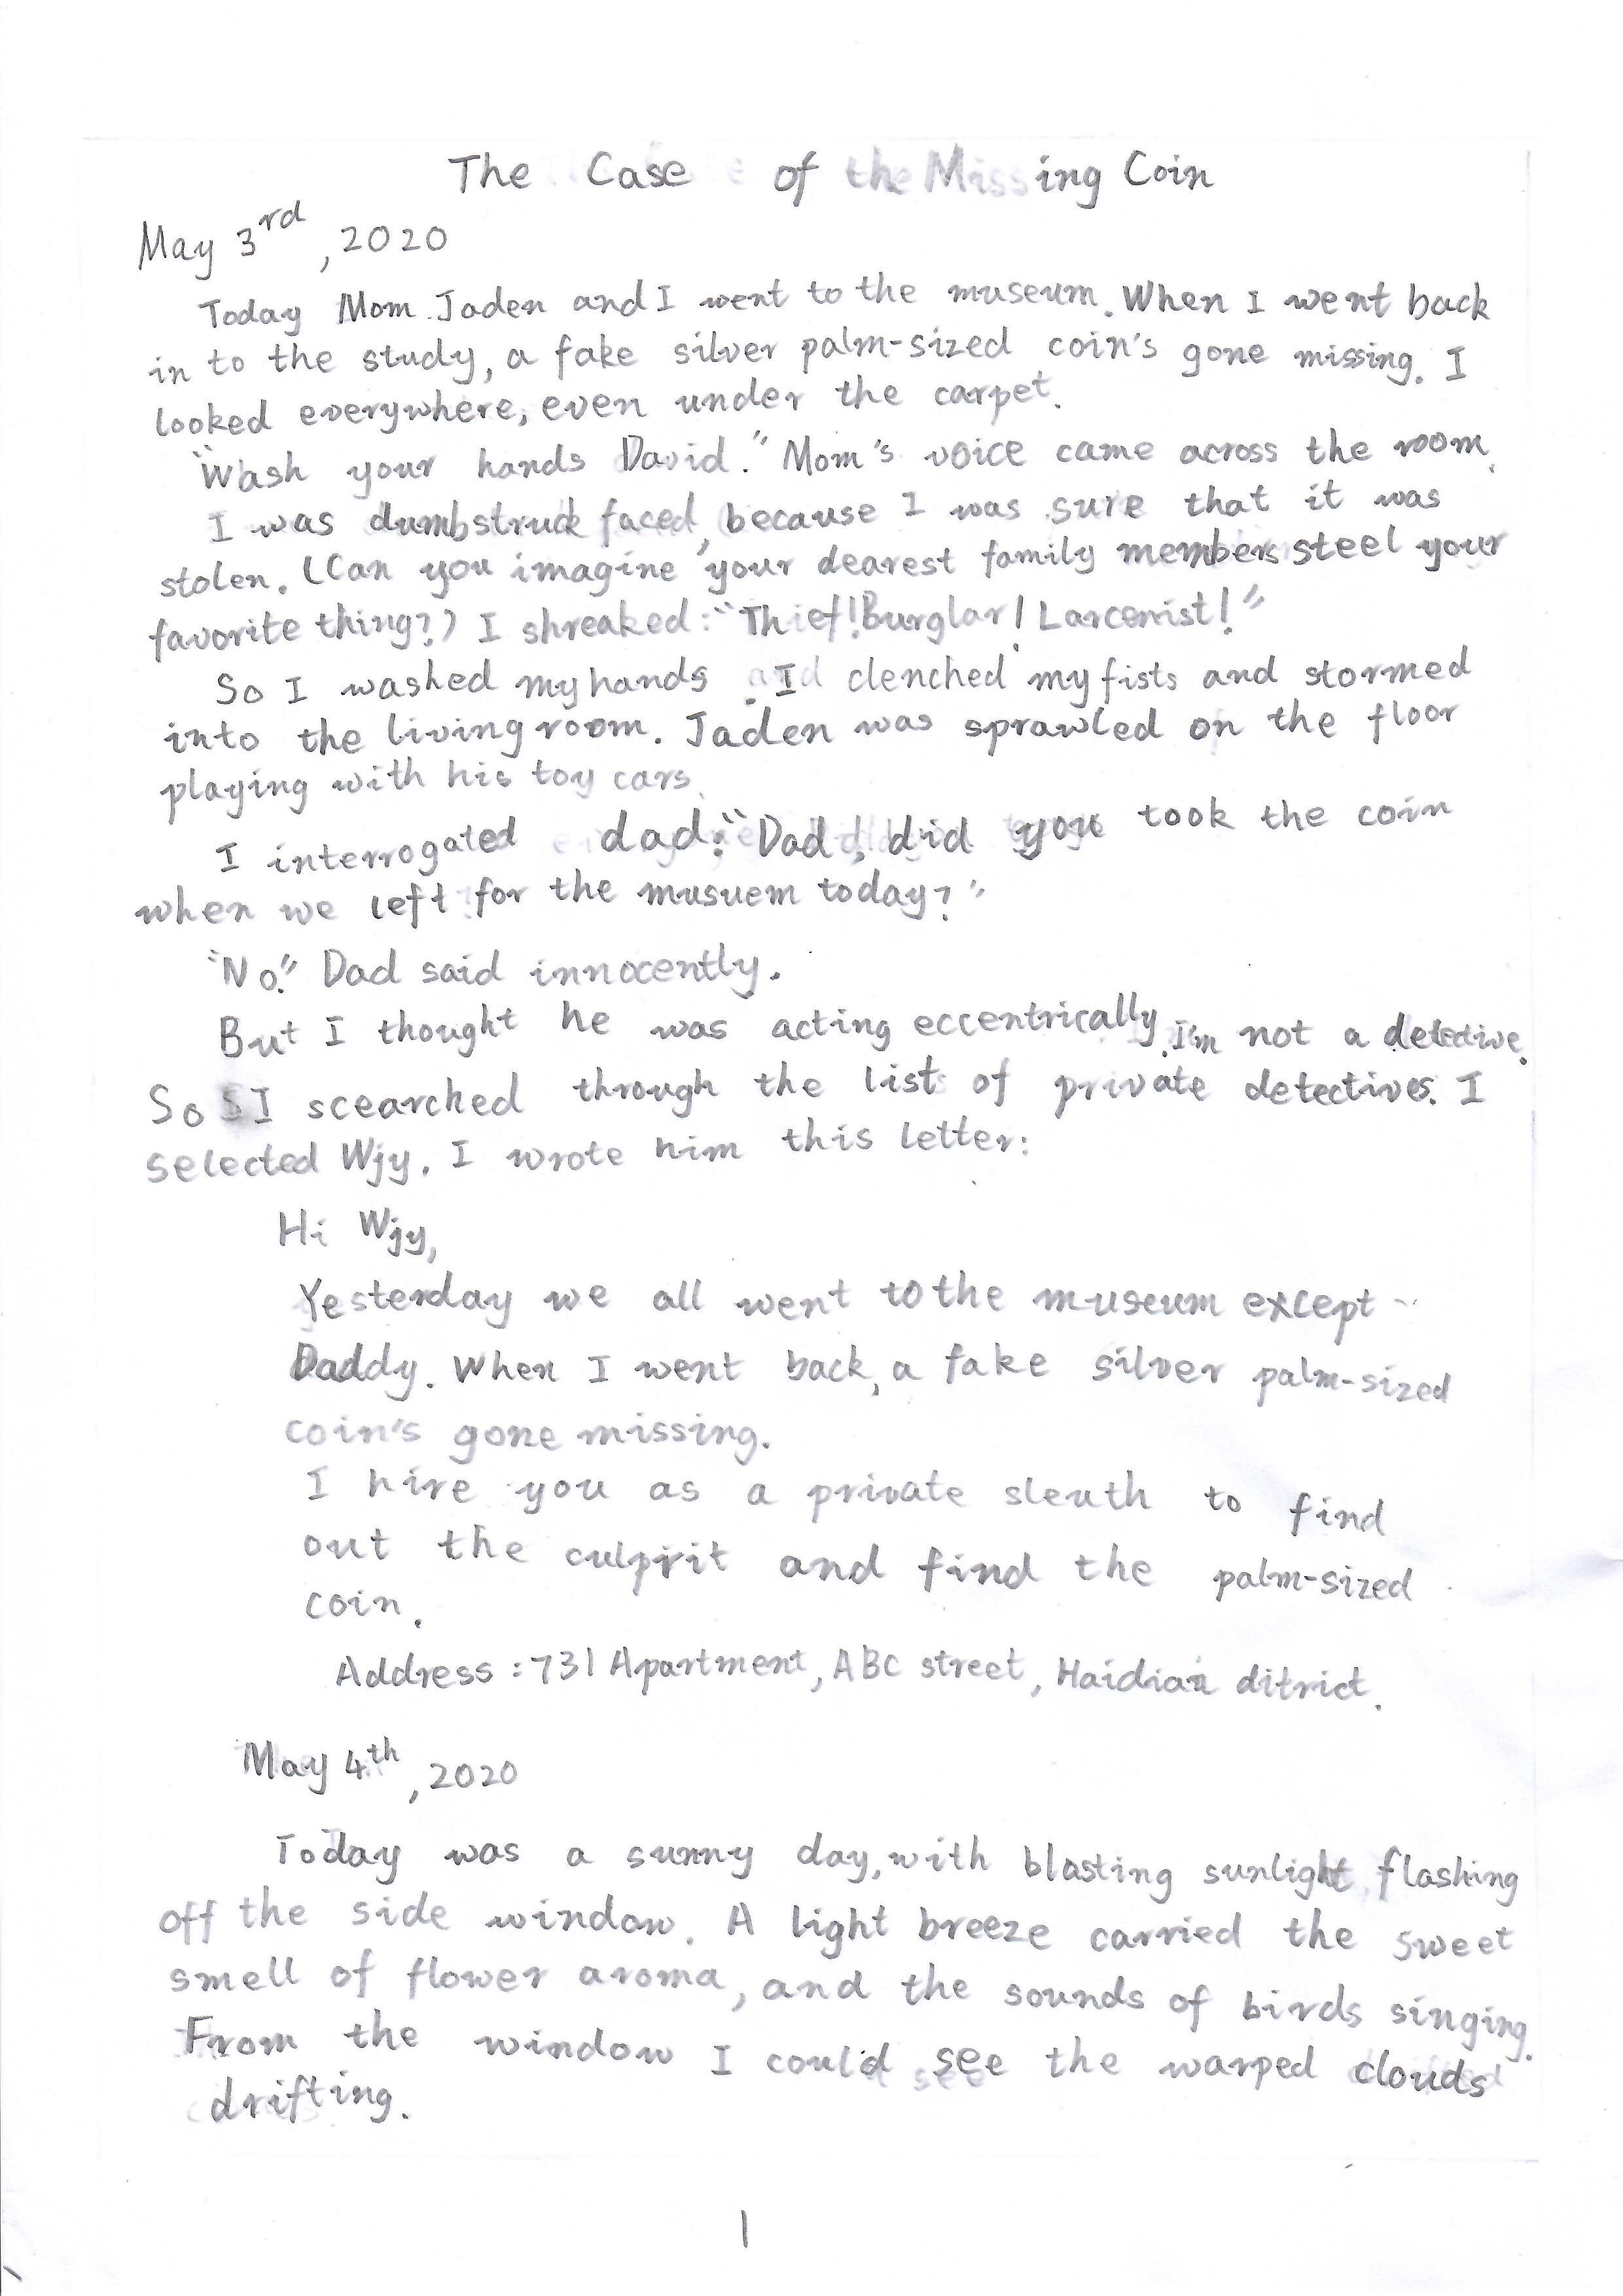 The Case of the Missing Coin
May 3rd, 2020
Today Mom Jaden and I went to the museum. When I went back
in to the study, a fake silver palm-sized coin's gone missing. I
looked everywhere, even under the carpet.
"Wash your hands David." Mom's voice came across the room.
I was dumbstruck faced, because I was sure that it was
stolen. (Can you imagine your dearest family members steel your
favorite thing?) I shreaked: "Thief! Burglar! Larcenist!"
So I washed my hands. I clenched my fists and stormed
into the living room. Jaden was sprawled on the floor
playing with his toy cars.
I interrogated dad: "Dad, did you took the coin
when we left for the musuem today?"
"No." Dad said innocently.
But I thought he was acting eccentrically. I'm not a detective.
So I scearched through the list of private detectives. I
selected Wjy. I wrote him this letter:
Hi Wjy,
Yesterday we all went to the museum except
Daddy. When I went back, a fake silver palm-sized
coin's gone missing.
I hire you as a private sleuth to find
out the culprit and find the palm-sized
coin.
Address: 731 Apartment, ABC street, Haidian ditrict.
May 4th, 2020
Today was a sunny day, with blasting sunlight flashing
off the side window. A light breeze carried the sweet
smell of flower aroma, and the sounds of birds singing.
From the window I could see the warped clouds
drifting.
1